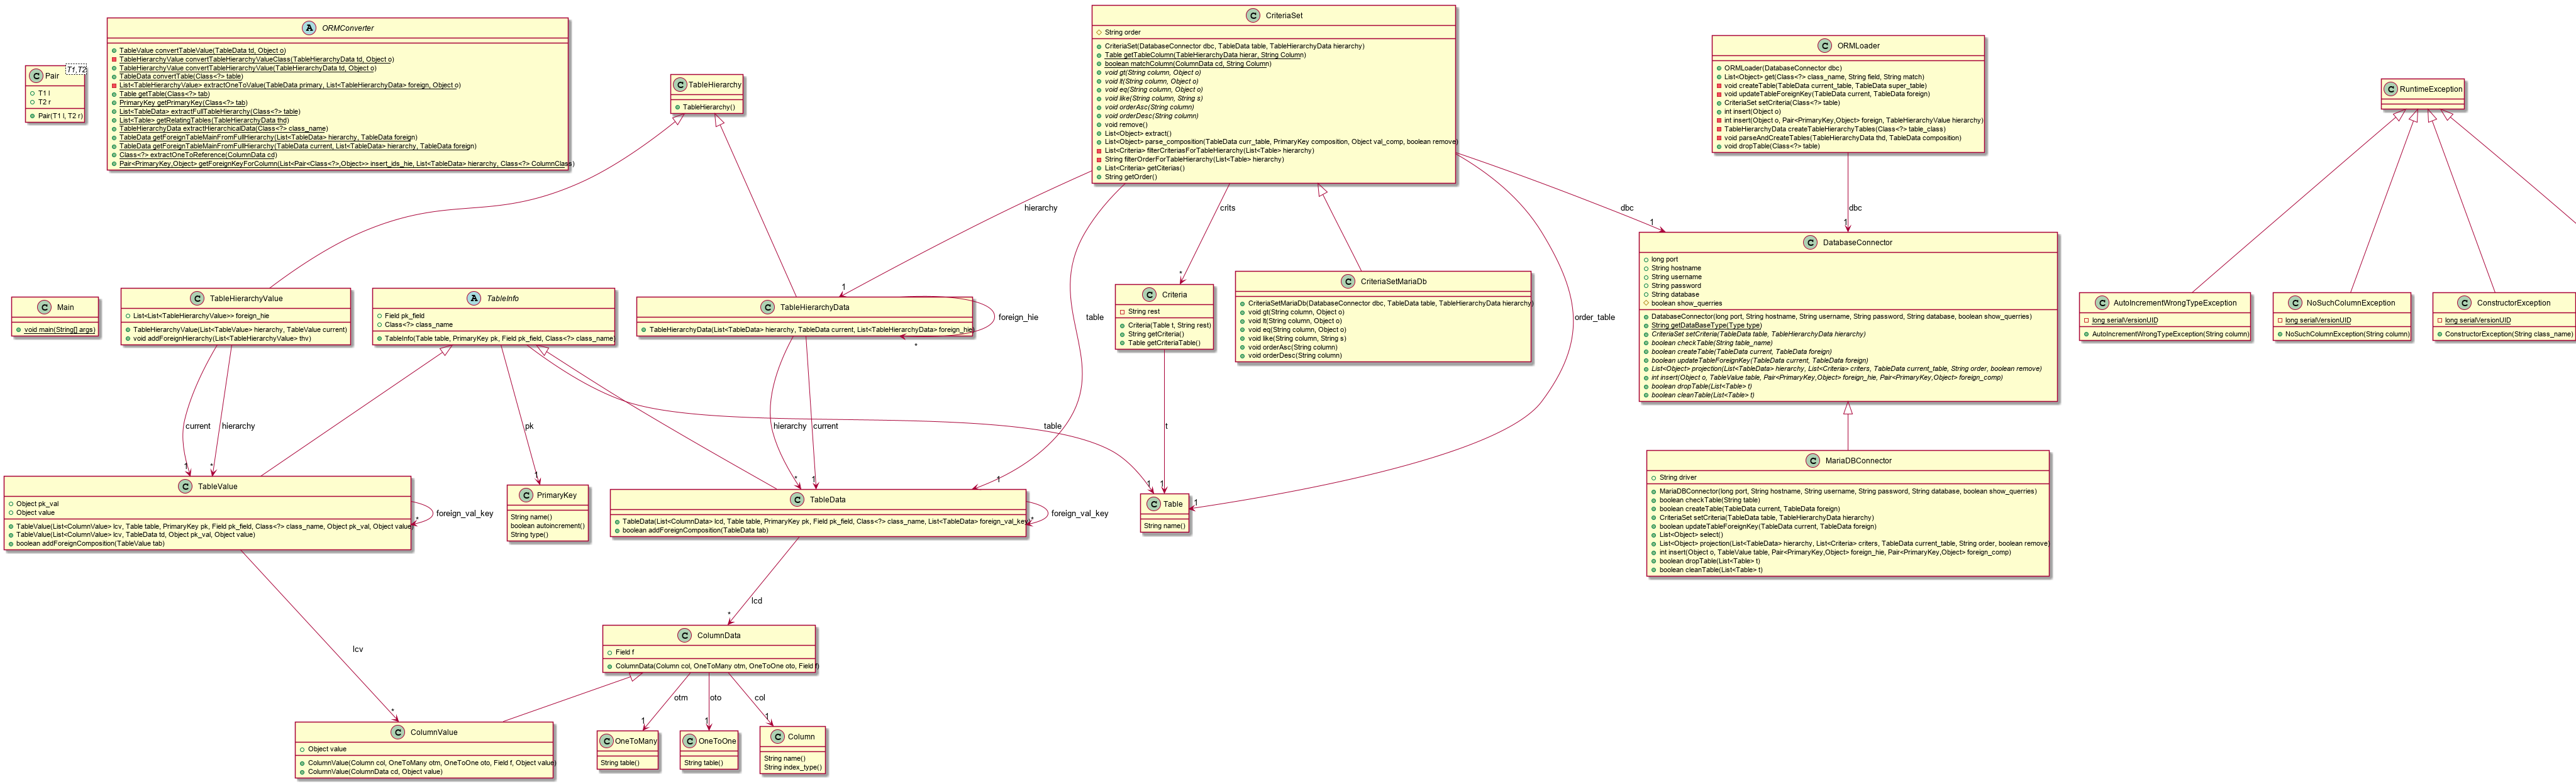 Pair
T1,T2
T1 l
T2 r
Pair(T1 l, T2 r)
ORMConverter
TableValue convertTableValue(TableData td, Object o)
TableHierarchyValue convertTableHierarchyValueClass(TableHierarchyData td, Object o)
TableHierarchyValue convertTableHierarchyValue(TableHierarchyData td, Object o)
TableData convertTable(Class<?> table)
List<TableHierarchyValue> extractOneToValue(TableData primary, List<TableHierarchyData> foreign, Object o)
Table getTable(Class<?> tab)
PrimaryKey getPrimaryKey(Class<?> tab)
List<TableData> extractFullTableHierarchy(Class<?> table)
List<Table> getRelatingTables(TableHierarchyData thd)
TableHierarchyData extractHierarchicalData(Class<?> class_name)
TableData getForeignTableMainFromFullHierarchy(List<TableData> hierarchy, TableData foreign)
TableData getForeignTableMainFromFullHierarchy(TableData current, List<TableData> hierarchy, TableData foreign)
Class<?> extractOneToReference(ColumnData cd)
Pair<PrimaryKey,Object> getForeignKeyForColumn(List<Pair<Class<?>,Object>> insert_ids_hie, List<TableData> hierarchy, Class<?> ColumnClass)
TableHierarchy
TableHierarchy()
CriteriaSet
String order
CriteriaSet(DatabaseConnector dbc, TableData table, TableHierarchyData hierarchy)
Table getTableColumn(TableHierarchyData hierar, String Column)
boolean matchColumn(ColumnData cd, String Column)
void gt(String column, Object o)
void lt(String column, Object o)
void eq(String column, Object o)
void like(String column, String s)
void orderAsc(String column)
void orderDesc(String column)
void remove()
List<Object> extract()
List<Object> parse_composition(TableData curr_table, PrimaryKey composition, Object val_comp, boolean remove)
List<Criteria> filterCriteriasForTableHierarchy(List<Table> hierarchy)
String filterOrderForTableHierarchy(List<Table> hierarchy)
List<Criteria> getCiterias()
String getOrder()
ORMLoader
ORMLoader(DatabaseConnector dbc)
List<Object> get(Class<?> class_name, String field, String match)
void createTable(TableData current_table, TableData super_table)
void updateTableForeignKey(TableData current, TableData foreign)
CriteriaSet setCriteria(Class<?> table)
int insert(Object o)
int insert(Object o, Pair<PrimaryKey,Object> foreign, TableHierarchyValue hierarchy)
TableHierarchyData createTableHierarchyTables(Class<?> table_class)
void parseAndCreateTables(TableHierarchyData thd, TableData composition)
void dropTable(Class<?> table)
RuntimeException
hierarchy
crits
dbc
dbc
1
1
1
*
Main
void main(String[] args)
TableHierarchyValue
List<List<TableHierarchyValue>> foreign_hie
TableHierarchyValue(List<TableValue> hierarchy, TableValue current)
void addForeignHierarchy(List<TableHierarchyValue> thv)
TableInfo
Field pk_field
Class<?> class_name
TableInfo(Table table, PrimaryKey pk, Field pk_field, Class<?> class_name)
TableHierarchyData
TableHierarchyData(List<TableData> hierarchy, TableData current, List<TableHierarchyData> foreign_hie)
foreign_hie
*
table
Criteria
String rest
Criteria(Table t, String rest)
String getCriteria()
Table getCriteriaTable()
CriteriaSetMariaDb
CriteriaSetMariaDb(DatabaseConnector dbc, TableData table, TableHierarchyData hierarchy)
void gt(String column, Object o)
void lt(String column, Object o)
void eq(String column, Object o)
void like(String column, String s)
void orderAsc(String column)
void orderDesc(String column)
order_table
DatabaseConnector
long port
String hostname
String username
String password
String database
boolean show_querries
DatabaseConnector(long port, String hostname, String username, String password, String database, boolean show_querries)
String getDataBaseType(Type type)
CriteriaSet setCriteria(TableData table, TableHierarchyData hierarchy)
boolean checkTable(String table_name)
boolean createTable(TableData current, TableData foreign)
boolean updateTableForeignKey(TableData current, TableData foreign)
List<Object> projection(List<TableData> hierarchy, List<Criteria> criters, TableData current_table, String order, boolean remove)
int insert(Object o, TableValue table, Pair<PrimaryKey,Object> foreign_hie, Pair<PrimaryKey,Object> foreign_comp)
boolean dropTable(List<Table> t)
boolean cleanTable(List<Table> t)
AutoIncrementWrongTypeException
long serialVersionUID
AutoIncrementWrongTypeException(String column)
NoSuchColumnException
long serialVersionUID
NoSuchColumnException(String column)
ConstructorException
long serialVersionUID
ConstructorException(String class_name)
current
hierarchy
pk
hierarchy
current
table
t
1
*
1
*
1
1
1
1
1
TableValue
Object pk_val
Object value
TableValue(List<ColumnValue> lcv, Table table, PrimaryKey pk, Field pk_field, Class<?> class_name, Object pk_val, Object value)
TableValue(List<ColumnValue> lcv, TableData td, Object pk_val, Object value)
boolean addForeignComposition(TableValue tab)
foreign_val_key
*
PrimaryKey
String name()
boolean autoincrement()
String type()
TableData
TableData(List<ColumnData> lcd, Table table, PrimaryKey pk, Field pk_field, Class<?> class_name, List<TableData> foreign_val_key)
boolean addForeignComposition(TableData tab)
foreign_val_key
*
Table
String name()
MariaDBConnector
String driver
MariaDBConnector(long port, String hostname, String username, String password, String database, boolean show_querries)
boolean checkTable(String table)
boolean createTable(TableData current, TableData foreign)
CriteriaSet setCriteria(TableData table, TableHierarchyData hierarchy)
boolean updateTableForeignKey(TableData current, TableData foreign)
List<Object> select()
List<Object> projection(List<TableData> hierarchy, List<Criteria> criters, TableData current_table, String order, boolean remove)
int insert(Object o, TableValue table, Pair<PrimaryKey,Object> foreign_hie, Pair<PrimaryKey,Object> foreign_comp)
boolean dropTable(List<Table> t)
boolean cleanTable(List<Table> t)
lcv
*
lcd
*
ColumnData
Field f
ColumnData(Column col, OneToMany otm, OneToOne oto, Field f)
otm
oto
col
1
1
1
ColumnValue
Object value
ColumnValue(Column col, OneToMany otm, OneToOne oto, Field f, Object value)
ColumnValue(ColumnData cd, Object value)
OneToMany
String table()
OneToOne
String table()
Column
String name()
String index_type()